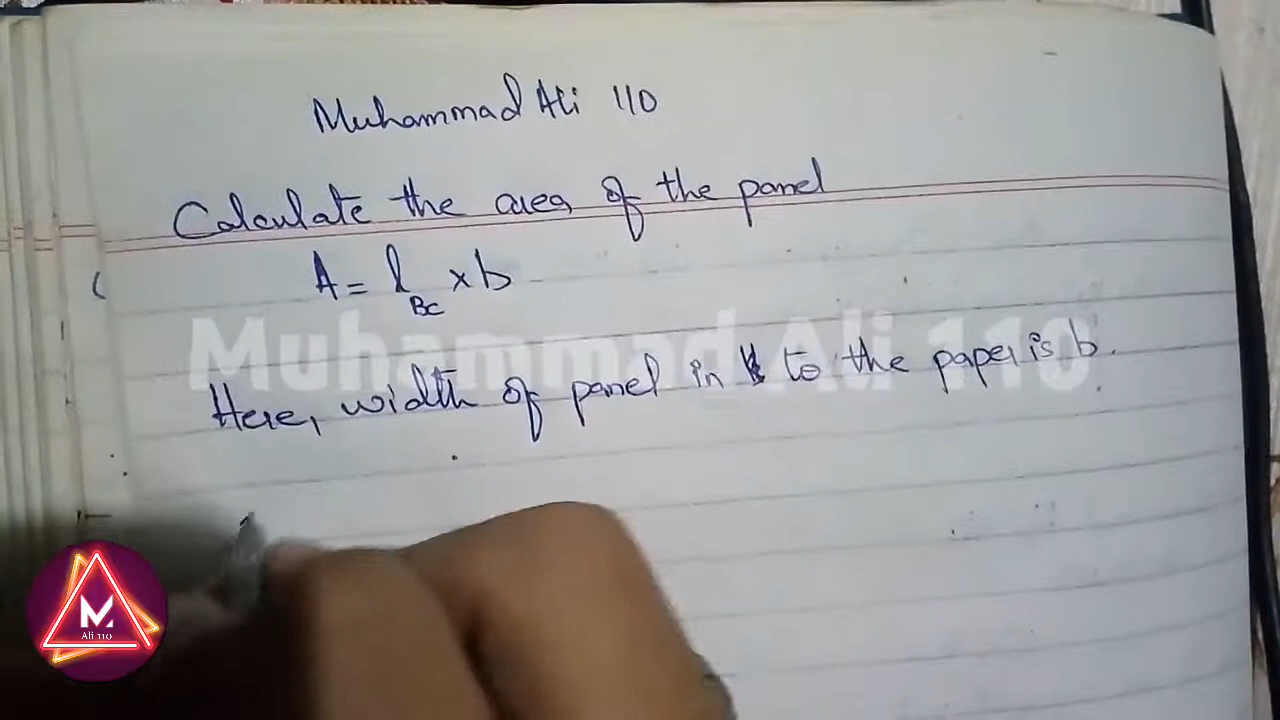 Muhammad Ali 110
Calculate the area of the panel
A = l_BC × b
Muhammad Ali 110
Here, width of panel in to the paper is b.
M
Ali 110